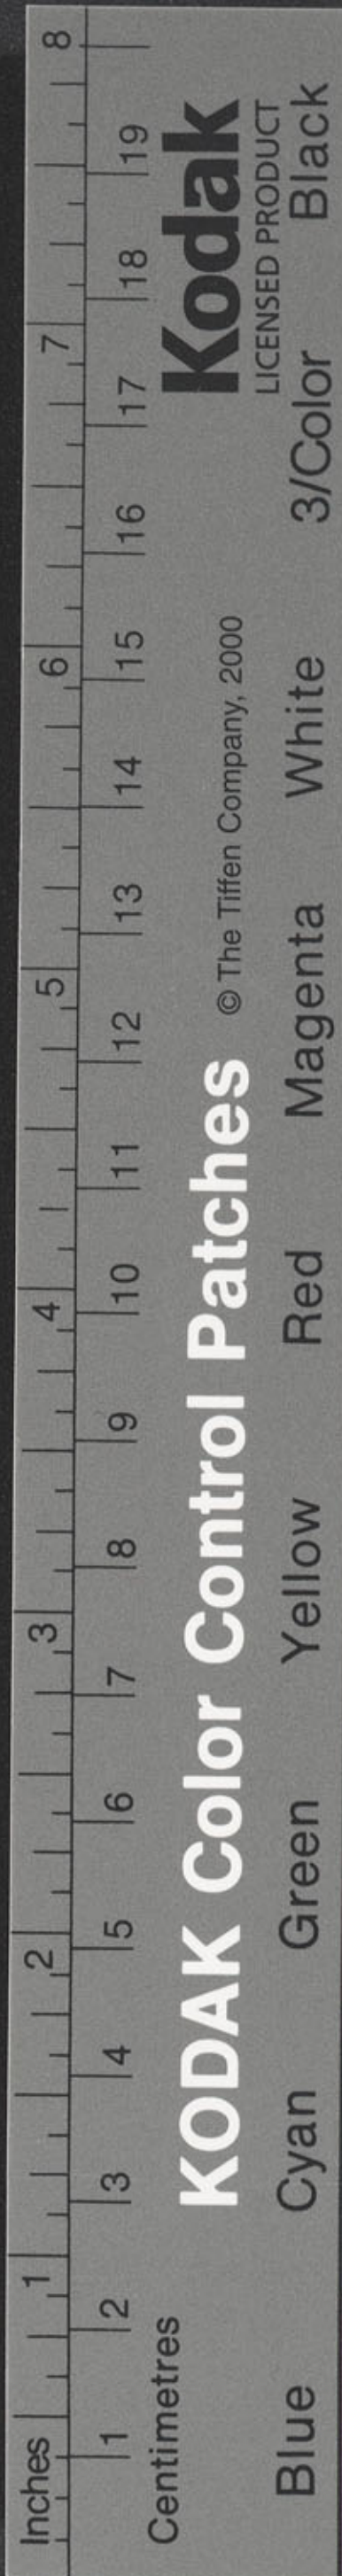 Inches 1 2 3 4 5 6 7 8
1 2 3 4 5 6 7 8 9 10 11 12 13 14 15 16 17 18 19
Centimetres
KODAK Color Control Patches © The Tiffen Company, 2000 Kodak
LICENSED PRODUCT
Blue Cyan Green Yellow Red Magenta White 3/Color Black